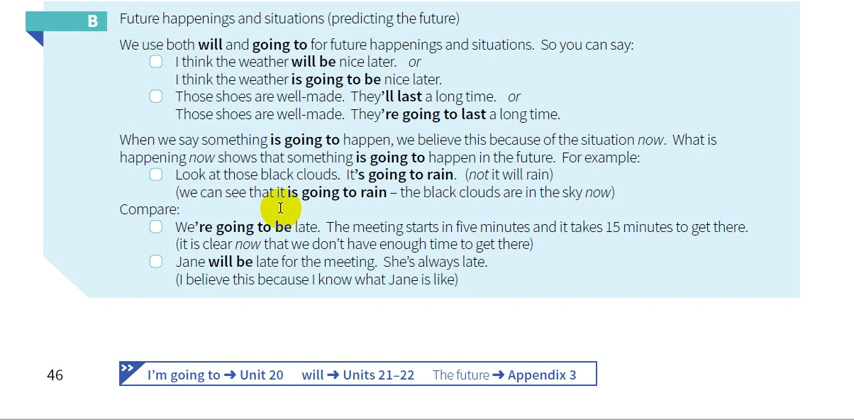 B Future happenings and situations (predicting the future)
We use both will and going to for future happenings and situations. So you can say:
I think the weather will be nice later. or
I think the weather is going to be nice later.
Those shoes are well-made. They'll last a long time. or
Those shoes are well-made. They're going to last a long time.
When we say something is going to happen, we believe this because of the situation now. What is
happening now shows that something is going to happen in the future. For example:
Look at those black clouds. It's going to rain. (not it will rain)
(we can see that it is going to rain – the black clouds are in the sky now)
Compare:
We're going to be late. The meeting starts in five minutes and it takes 15 minutes to get there.
(it is clear now that we don't have enough time to get there)
Jane will be late for the meeting. She's always late.
(I believe this because I know what Jane is like)
46 >> I'm going to ➜ Unit 20 will ➜ Units 21–22 The future ➜ Appendix 3